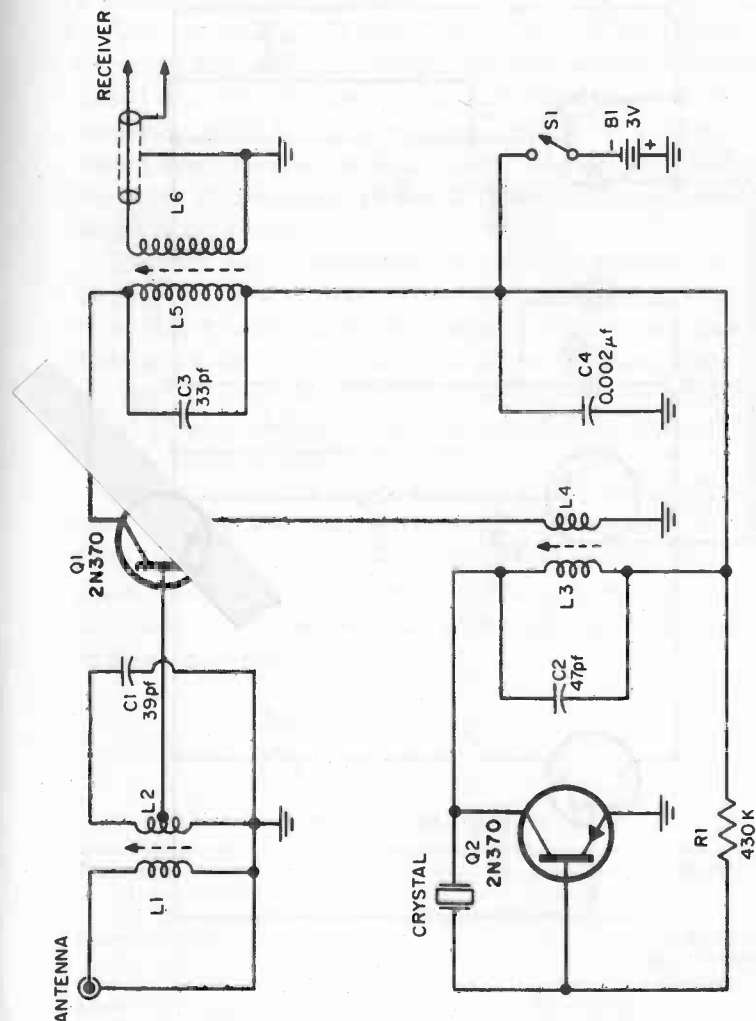 RECEIVER
ANTENNA
L1
L2
C1
39pf
Q1
2N370
C3
33pf
L5
L6
S1
B1
3V
-
+
C4
0.002µf
L4
L3
C2
47pf
CRYSTAL
Q2
2N370
R1
430K